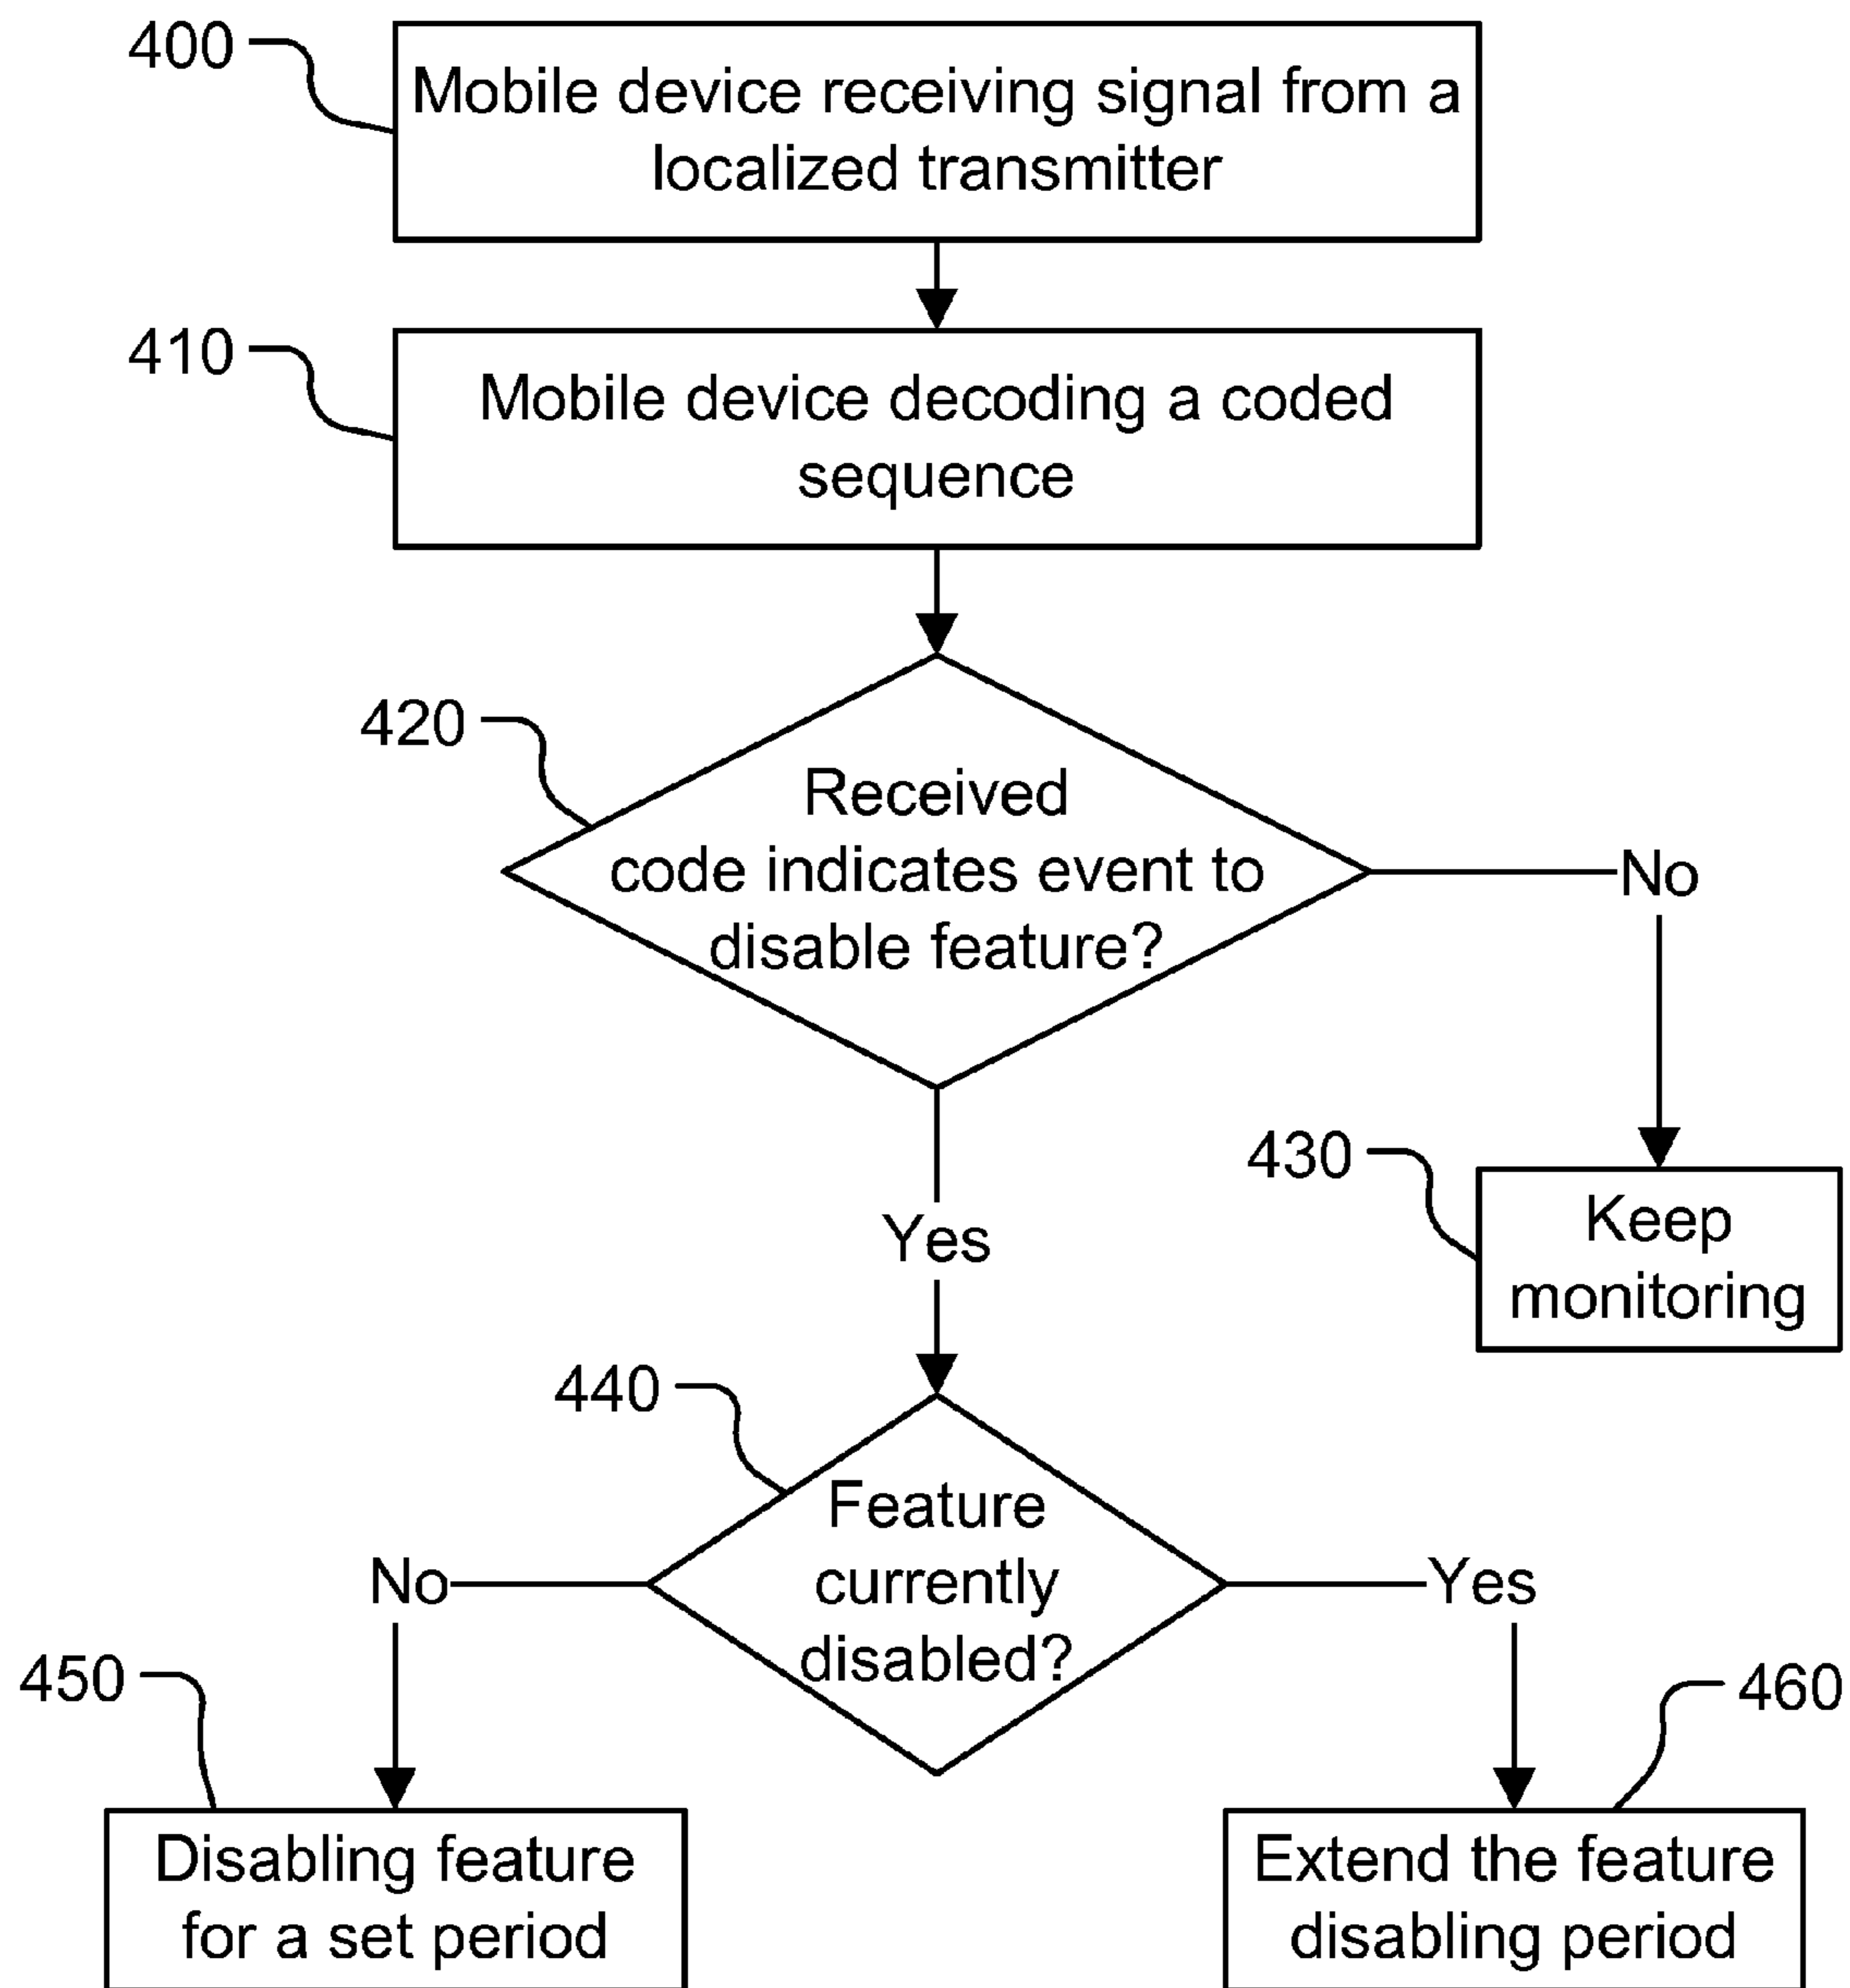 400
Mobile device receiving signal from a
localized transmitter
410
Mobile device decoding a coded
sequence
420
Received
code indicates event to
disable feature?
No
430
Keep
monitoring
Yes
440
Feature
currently
disabled?
No
Yes
450
Disabling feature
for a set period
460
Extend the feature
disabling period